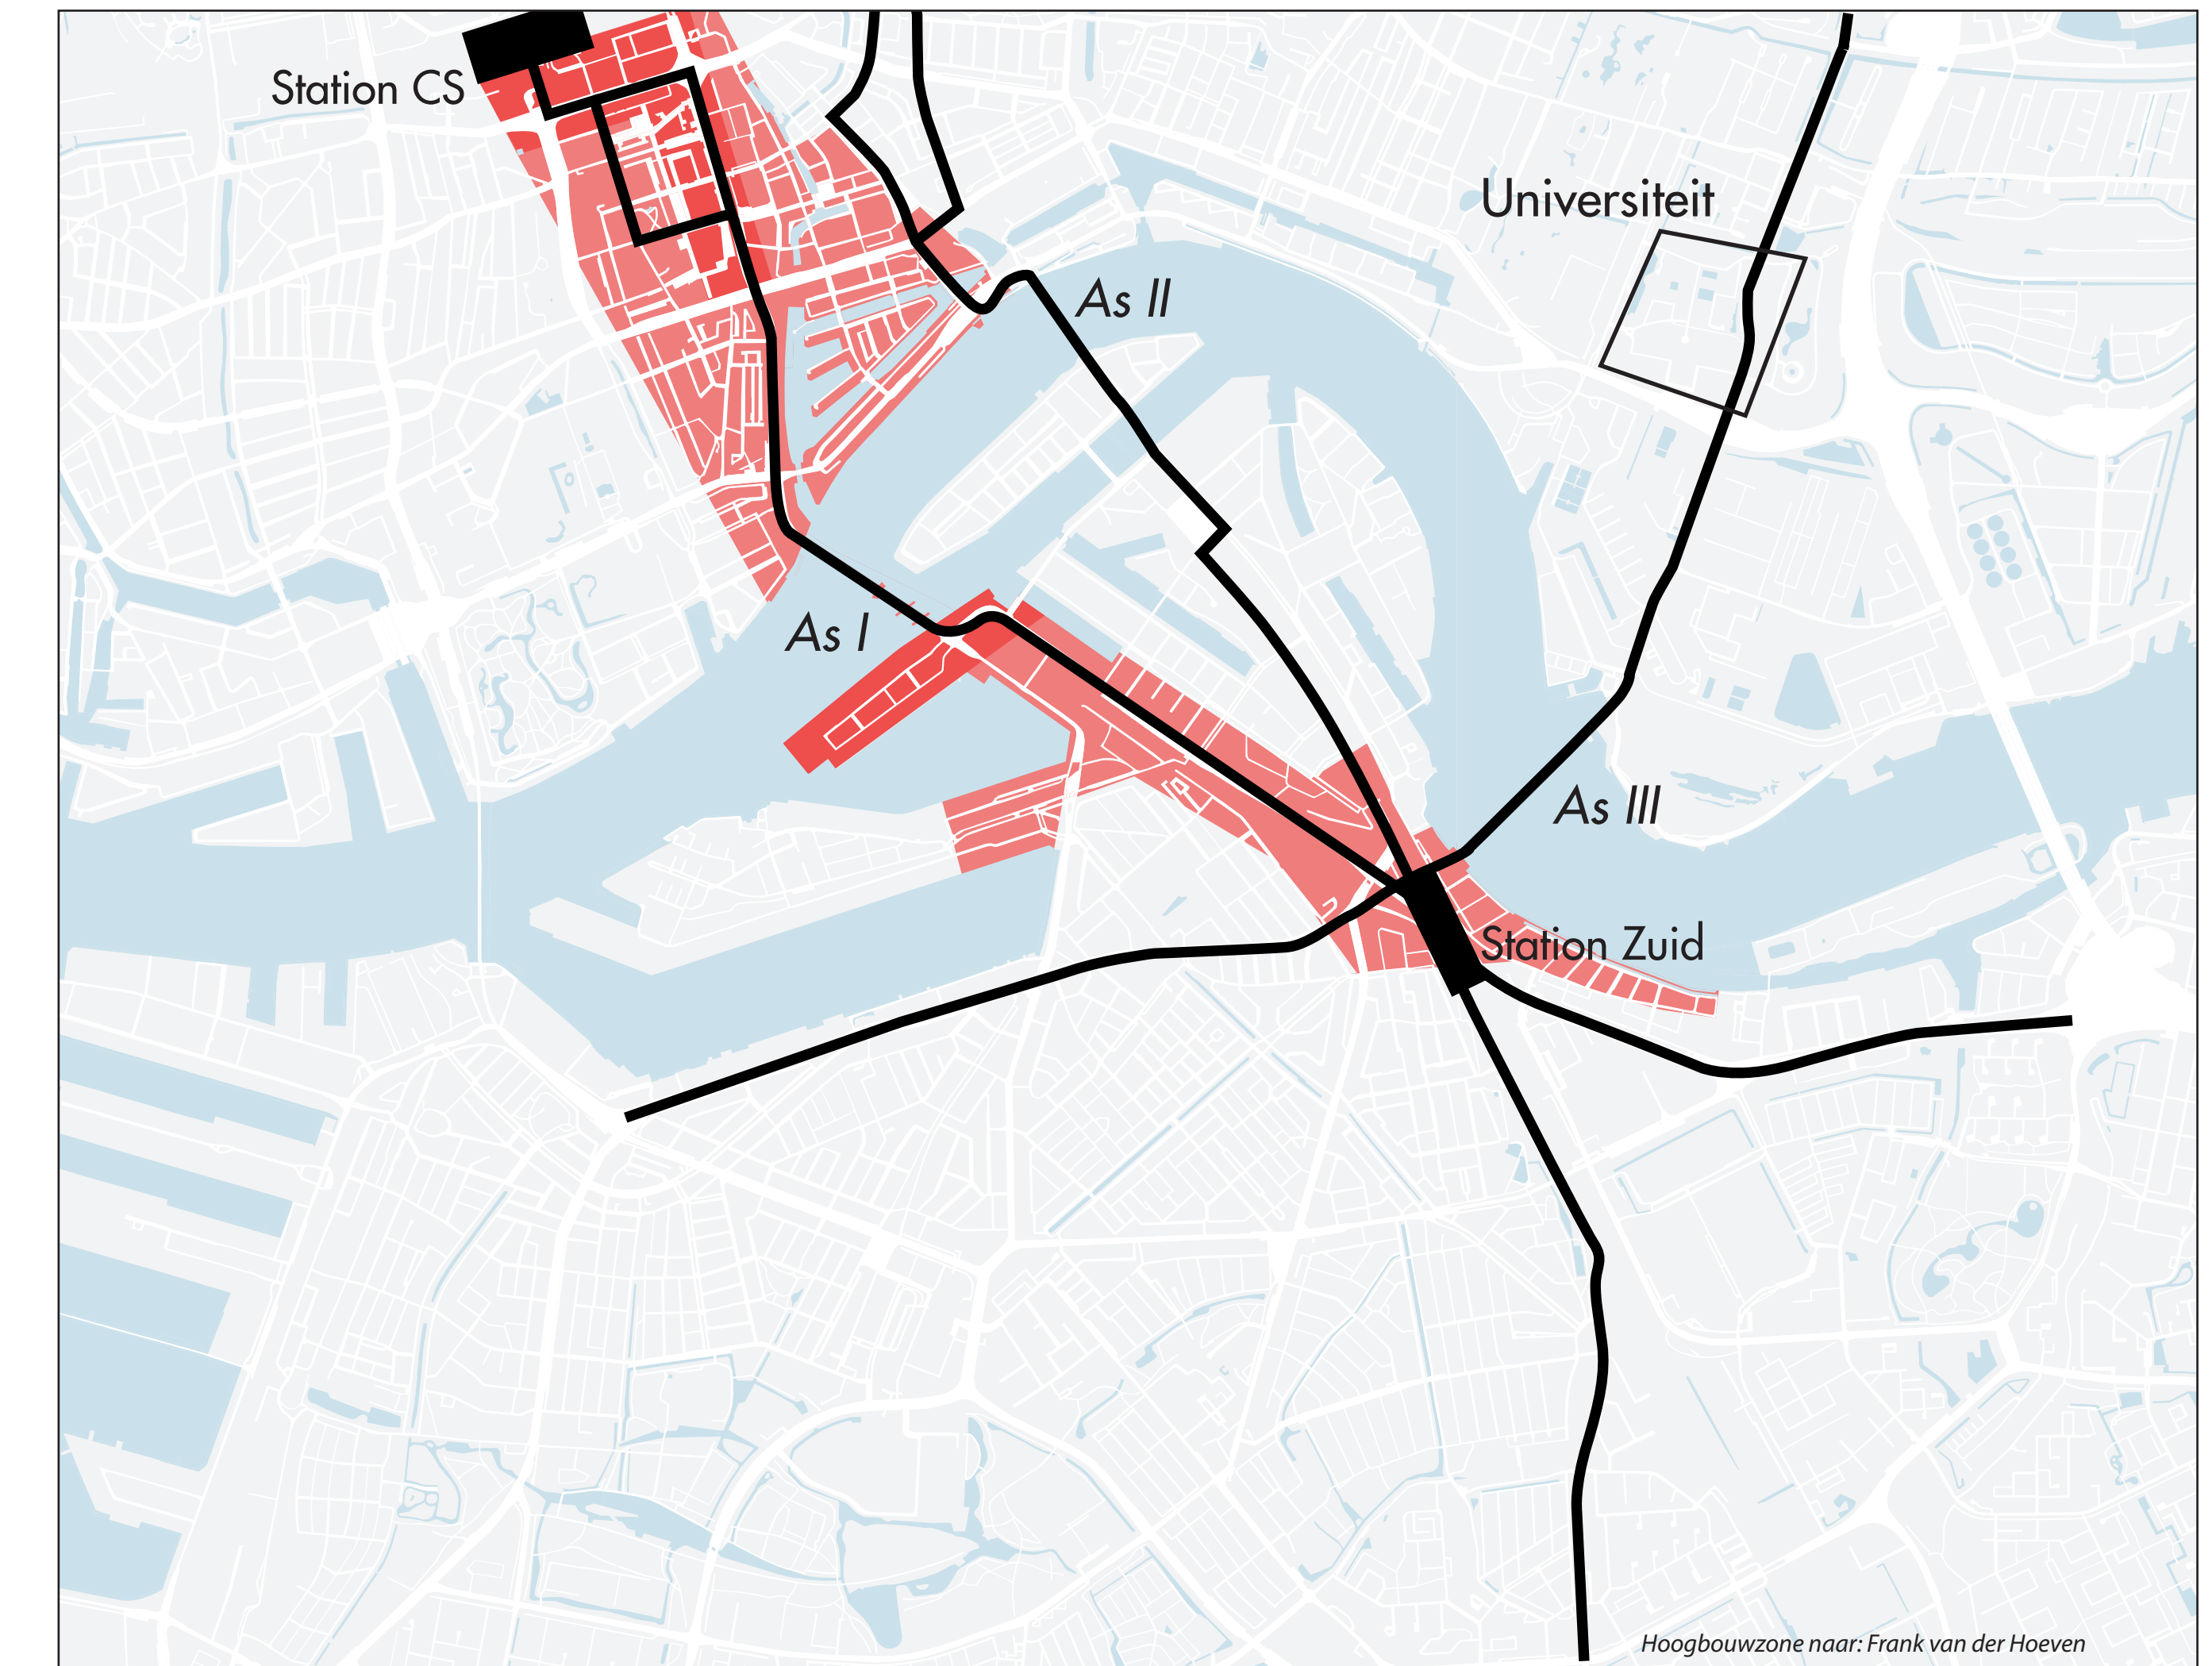 Station CS
Universiteit
As II
As I
As III
Station Zuid
Hoogbouwzone naar: Frank van der Hoeven